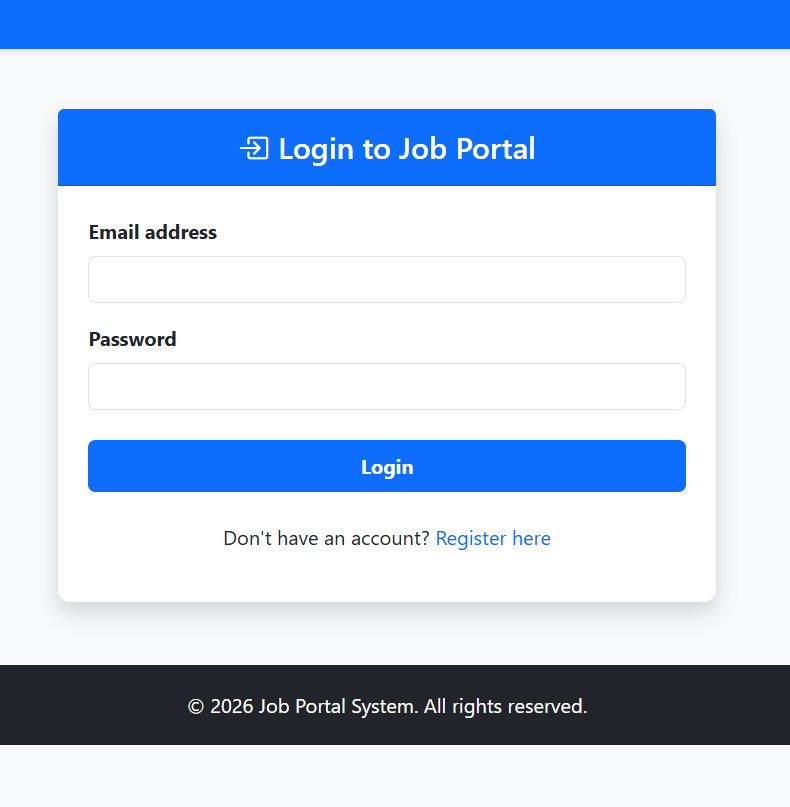 Login to Job Portal
Email address
Password
Login
Don't have an account? Register here
© 2026 Job Portal System. All rights reserved.